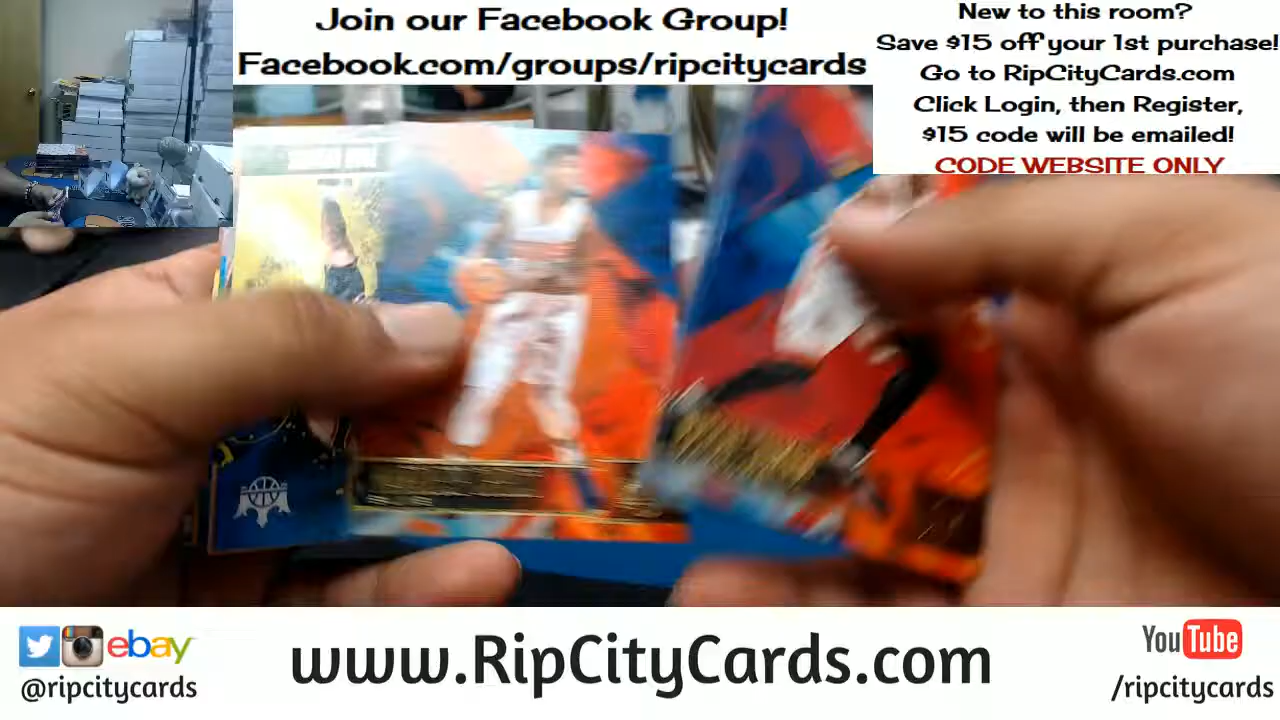 Join our Facebook Group!
Facebook.com/groups/ripcitycards
New to this room?
Save $15 off your 1st purchase!
Go to RipCityCards.com
Click Login, then Register,
$15 code will be emailed!
CODE WEBSITE ONLY
ebay
@ripcitycards
www.RipCityCards.com
YouTube
/ripcitycards